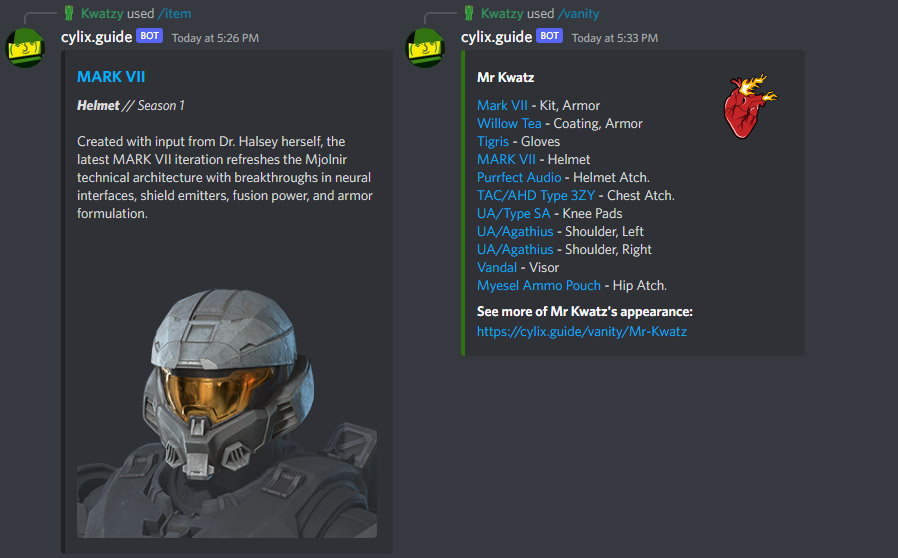 Kwatzy used /item
cylix.guide BOT Today at 5:26 PM
MARK VII
Helmet // Season 1
Created with input from Dr. Halsey herself, the
latest MARK VII iteration refreshes the Mjolnir
technical architecture with breakthroughs in neural
interfaces, shield emitters, fusion power, and armor
formulation.
Kwatzy used /vanity
cylix.guide BOT Today at 5:33 PM
Mr Kwatz
Mark VII - Kit, Armor
Willow Tea - Coating, Armor
Tigris - Gloves
MARK VII - Helmet
Purrfect Audio - Helmet Atch.
TAC/AHD Type 3ZY - Chest Atch.
UA/Type SA - Knee Pads
UA/Agathius - Shoulder, Left
UA/Agathius - Shoulder, Right
Vandal - Visor
Myesel Ammo Pouch - Hip Atch.
See more of Mr Kwatz's appearance:
https://cylix.guide/vanity/Mr-Kwatz